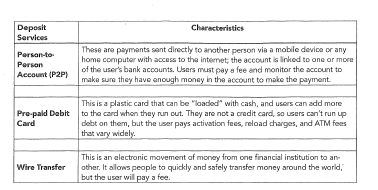 Deposit Services
Characteristics
Person-to-Person Account (P2P)
These are payments sent directly to another person via a mobile device or any
home computer with access to the internet; the account is linked to one or more
of the user's bank accounts. Users must pay a fee and monitor the account to
make sure they have enough money in the account to make the payment.
Pre-paid Debit Card
This is a plastic card that can be "loaded" with cash, and users can add more
to the card when they run out. They are not a credit card, so users can't run up
debt on them, but the user pays activation fees, reload charges, and ATM fees
that vary widely.
Wire Transfer
This is an electronic movement of money from one financial institution to an-
other. It allows people to quickly and safely transfer money around the world,
but the user will pay a fee.